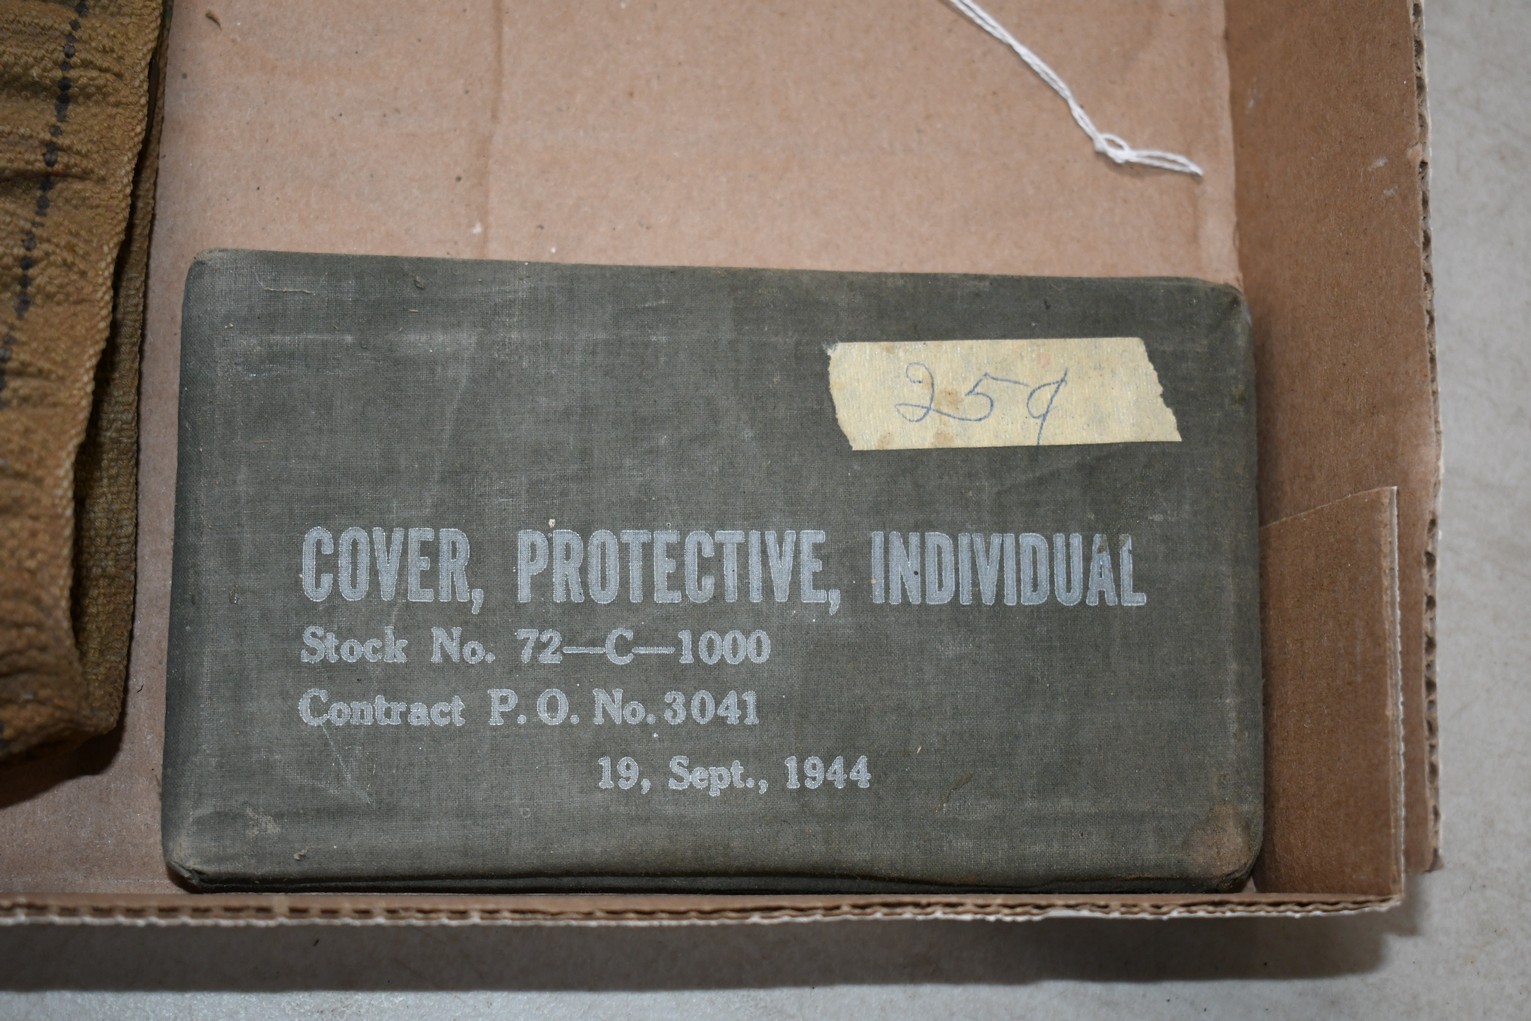 25¢
COVER, PROTECTIVE, INDIVIDUAL
Stock No. 72—C—1000
Contract P.O. No. 3041
19, Sept., 1944